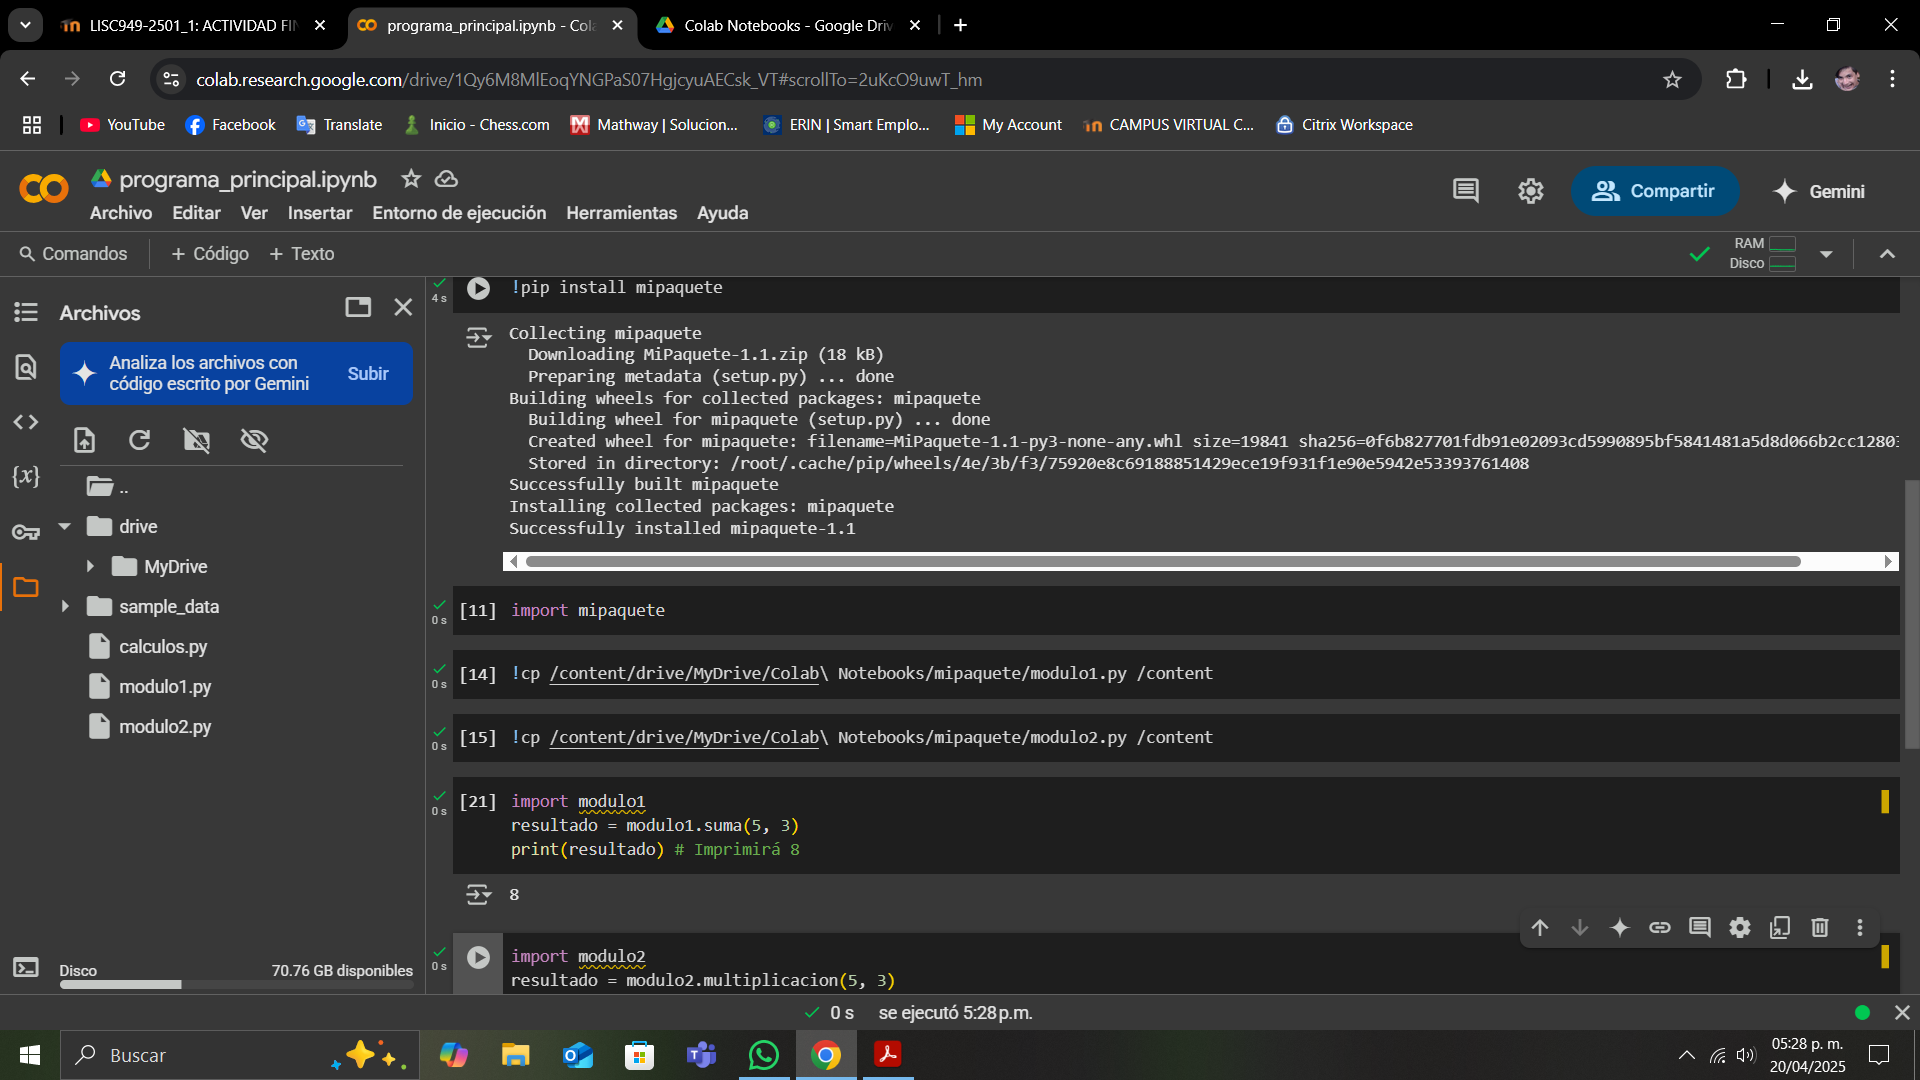 LISC949-2501_1: ACTIVIDAD FIN
programa_principal.ipynb - Cola
Colab Notebooks - Google Driv
colab.research.google.com/drive/1Qy6M8MlEoqYNGPaS07HgjcyuAECsk_VT#scrollTo=2uKcO9uwT_hm
YouTube
Facebook
Translate
Inicio - Chess.com
Mathway | Solucion...
ERIN | Smart Emplo...
My Account
CAMPUS VIRTUAL C...
Citrix Workspace
programa_principal.ipynb
Archivo Editar Ver Insertar Entorno de ejecución Herramientas Ayuda
Compartir
Gemini
Comandos
+ Código
+ Texto
RAM
Disco
Archivos
Analiza los archivos con
código escrito por Gemini
Subir
..
drive
MyDrive
sample_data
calculos.py
modulo1.py
modulo2.py
Disco
70.76 GB disponibles
4 s
!pip install mipaquete
Collecting mipaquete
Downloading MiPaquete-1.1.zip (18 kB)
Preparing metadata (setup.py) ... done
Building wheels for collected packages: mipaquete
Building wheel for mipaquete (setup.py) ... done
Created wheel for mipaquete: filename=MiPaquete-1.1-py3-none-any.whl size=19841 sha256=0f6b827701fdb91e02093cd5990895bf5841481a5d8d066b2cc12803
Stored in directory: /root/.cache/pip/wheels/4e/3b/f3/75920e8c69188851429ece19f931f1e90e5942e53393761408
Successfully built mipaquete
Installing collected packages: mipaquete
Successfully installed mipaquete-1.1
0 s
[11] import mipaquete
0 s
[14] !cp /content/drive/MyDrive/Colab\ Notebooks/mipaquete/modulo1.py /content
0 s
[15] !cp /content/drive/MyDrive/Colab\ Notebooks/mipaquete/modulo2.py /content
0 s
[21] import modulo1
resultado = modulo1.suma(5, 3)
print(resultado) # Imprimirá 8
8
0 s
import modulo2
resultado = modulo2.multiplicacion(5, 3)
0 s se ejecutó 5:28 p.m.
Buscar
05:28 p. m.
20/04/2025